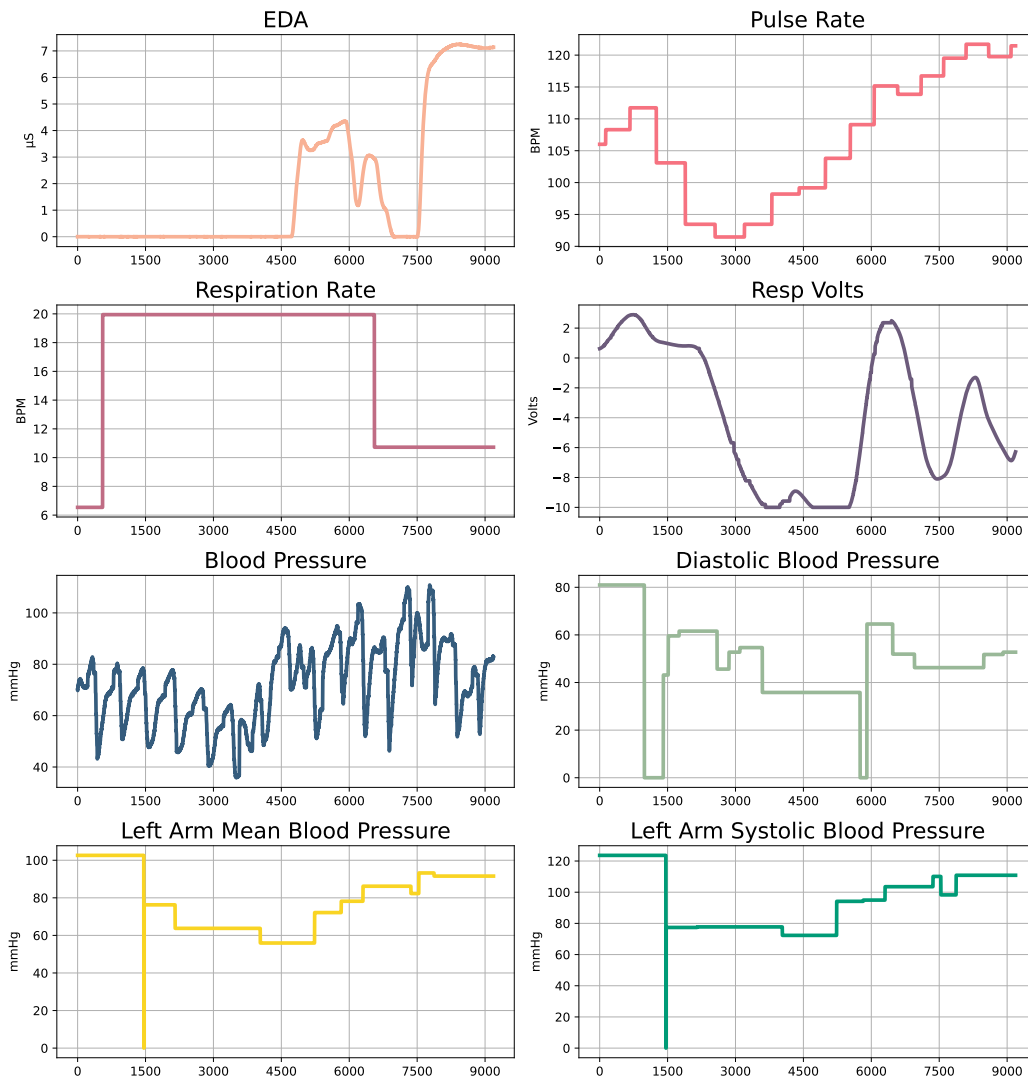 EDA
Pulse Rate
7
6
5
4
3
2
1
0
µS
0 1500 3000 4500 6000 7500 9000
120
115
110
105
100
95
90
BPM
0 1500 3000 4500 6000 7500 9000
Respiration Rate
Resp Volts
20
18
16
14
12
10
8
6
BPM
0 1500 3000 4500 6000 7500 9000
2
0
−2
−4
−6
−8
−10
Volts
0 1500 3000 4500 6000 7500 9000
Blood Pressure
Diastolic Blood Pressure
100
80
60
40
mmHg
0 1500 3000 4500 6000 7500 9000
80
60
40
20
0
mmHg
0 1500 3000 4500 6000 7500 9000
Left Arm Mean Blood Pressure
Left Arm Systolic Blood Pressure
100
80
60
40
20
0
mmHg
0 1500 3000 4500 6000 7500 9000
120
100
80
60
40
20
0
mmHg
0 1500 3000 4500 6000 7500 9000